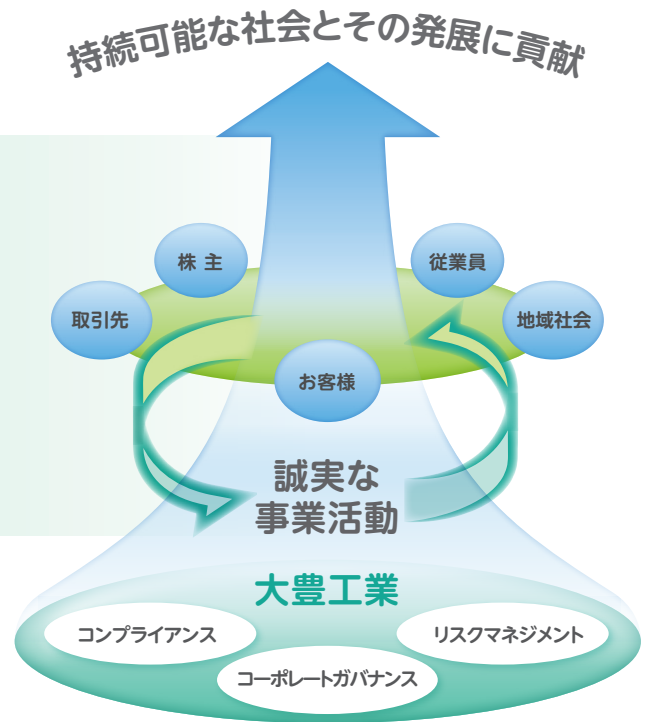 持続可能な社会とその発展に貢献
株 主
従業員
取引先
地域社会
お客様
誠実な
事業活動
大豊工業
コンプライアンス
リスクマネジメント
コーポレートガバナンス